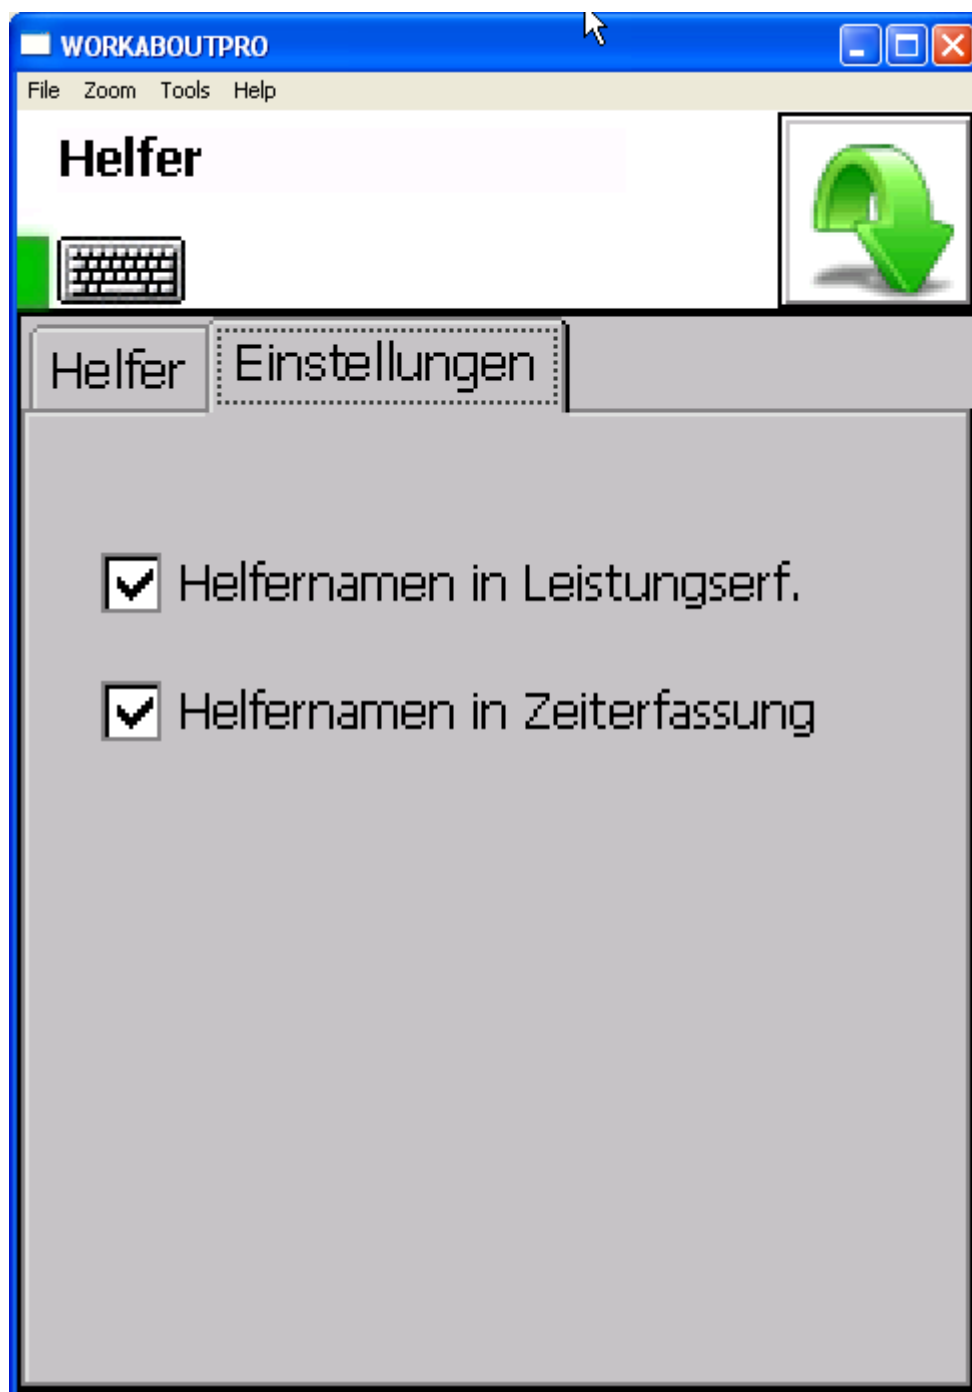 WORKABOUTPRO
File Zoom Tools Help
Helfer
Helfer Einstellungen
Helfernamen in Leistungserf.
Helfernamen in Zeiterfassung